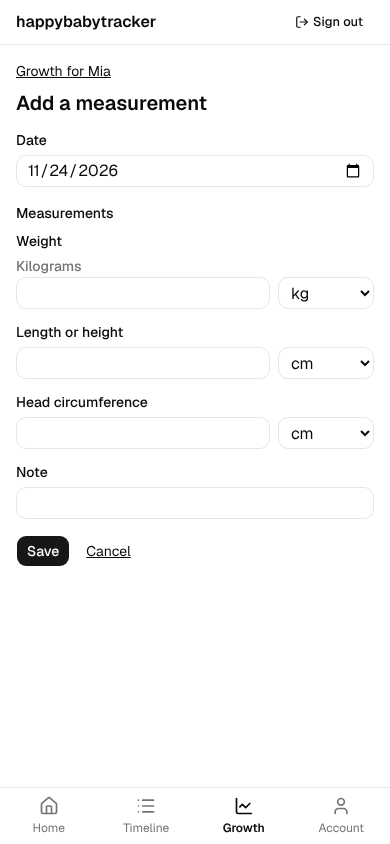 happybabytracker
Sign out
Growth for Mia
Add a measurement
Date
11/24/2026
Measurements
Weight
Kilograms
kg
Length or height
cm
Head circumference
cm
Note
Save Cancel
Home Timeline Growth Account